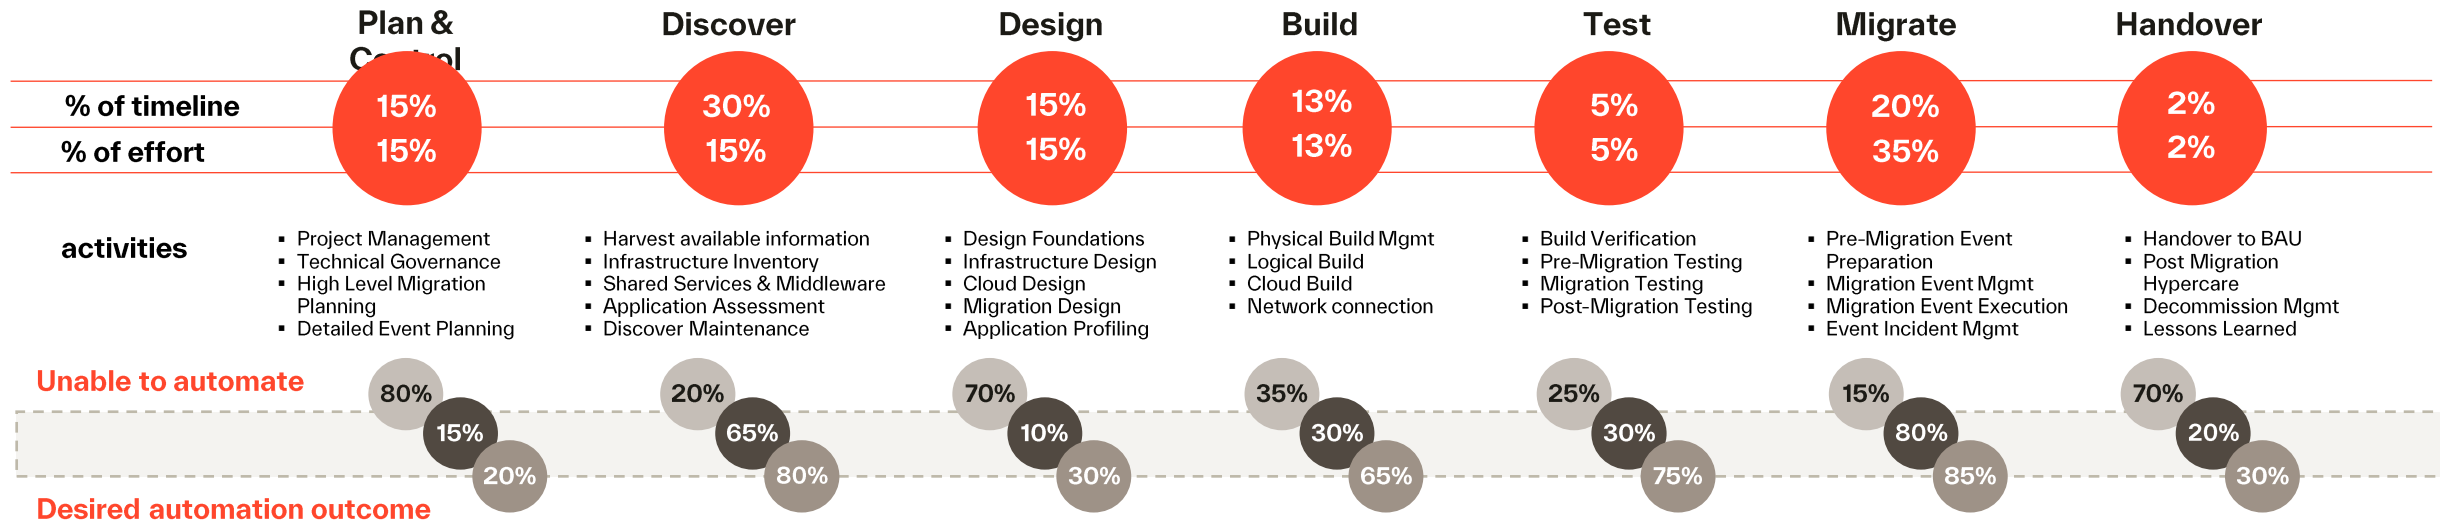 Plan &
Control
Discover
Design
Build
Test
Migrate
Handover
% of timeline
15%
30%
15%
13%
5%
20%
2%
% of effort
15%
15%
15%
13%
5%
35%
2%
activities
▪ Project Management
▪ Technical Governance
▪ High Level Migration
Planning
▪ Detailed Event Planning
▪ Harvest available information
▪ Infrastructure Inventory
▪ Shared Services & Middleware
▪ Application Assessment
▪ Discover Maintenance
▪ Design Foundations
▪ Infrastructure Design
▪ Cloud Design
▪ Migration Design
▪ Application Profiling
▪ Physical Build Mgmt
▪ Logical Build
▪ Cloud Build
▪ Network connection
▪ Build Verification
▪ Pre-Migration Testing
▪ Migration Testing
▪ Post-Migration Testing
▪ Pre-Migration Event
Preparation
▪ Migration Event Mgmt
▪ Migration Event Execution
▪ Event Incident Mgmt
▪ Handover to BAU
▪ Post Migration
Hypercare
▪ Decommission Mgmt
▪ Lessons Learned
Unable to automate
80%
20%
70%
35%
25%
15%
70%
15%
65%
10%
30%
30%
80%
20%
20%
80%
30%
65%
75%
85%
30%
Desired automation outcome